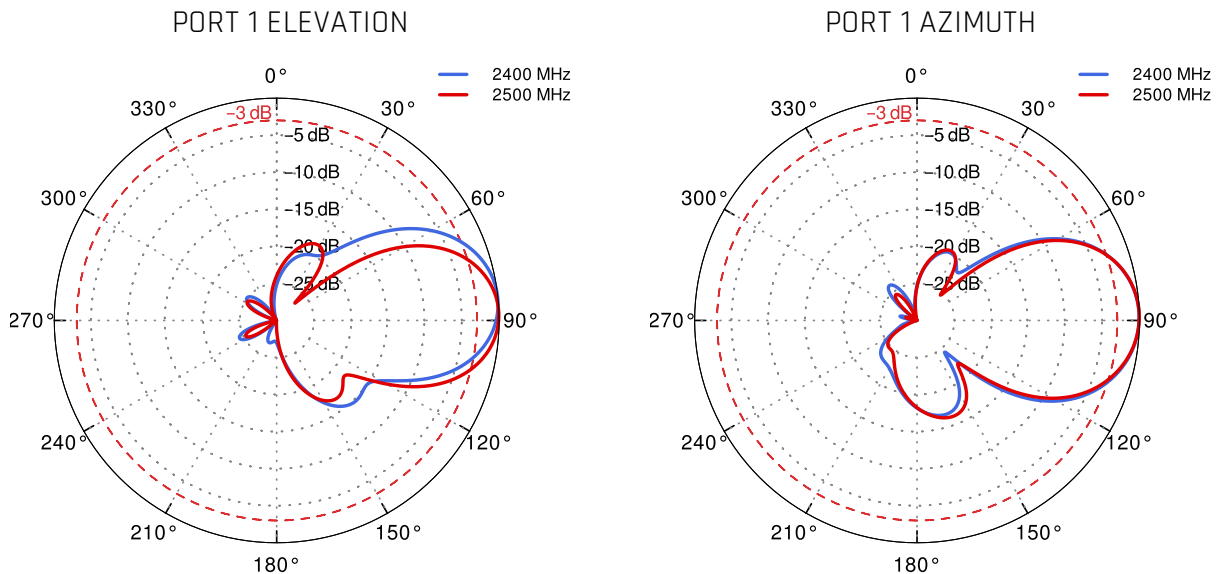 PORT 1 ELEVATION
2400 MHz
2500 MHz
0°
30°
60°
90°
120°
150°
180°
210°
240°
270°
300°
330°
−3 dB
−5 dB
−10 dB
−15 dB
−20 dB
−25 dB
PORT 1 AZIMUTH
2400 MHz
2500 MHz
0°
30°
60°
90°
120°
150°
180°
210°
240°
270°
300°
330°
−3 dB
−5 dB
−10 dB
−15 dB
−20 dB
−25 dB